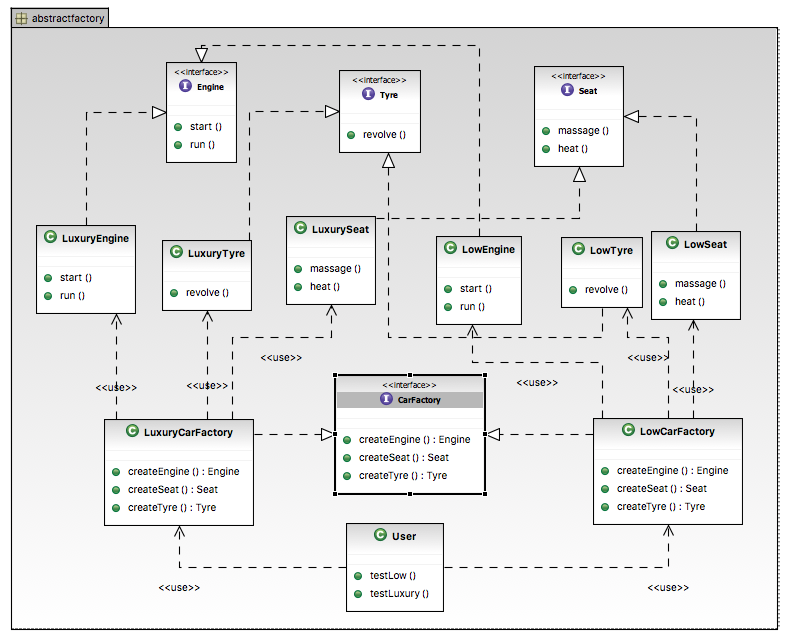 abstractfactory
<<interface>>
Engine
start ()
run ()
<<interface>>
Tyre
revolve ()
<<interface>>
Seat
massage ()
heat ()
LuxuryEngine
start ()
run ()
LuxuryTyre
revolve ()
LuxurySeat
massage ()
heat ()
LowEngine
start ()
run ()
LowTyre
revolve ()
LowSeat
massage ()
heat ()
<<use>>
<<use>>
<<use>>
<<use>>
<<use>>
<<use>>
LuxuryCarFactory
createEngine () : Engine
createSeat () : Seat
createTyre () : Tyre
<<interface>>
CarFactory
createEngine () : Engine
createSeat () : Seat
createTyre () : Tyre
LowCarFactory
createEngine () : Engine
createSeat () : Seat
createTyre () : Tyre
User
testLow ()
testLuxury ()
<<use>>
<<use>>